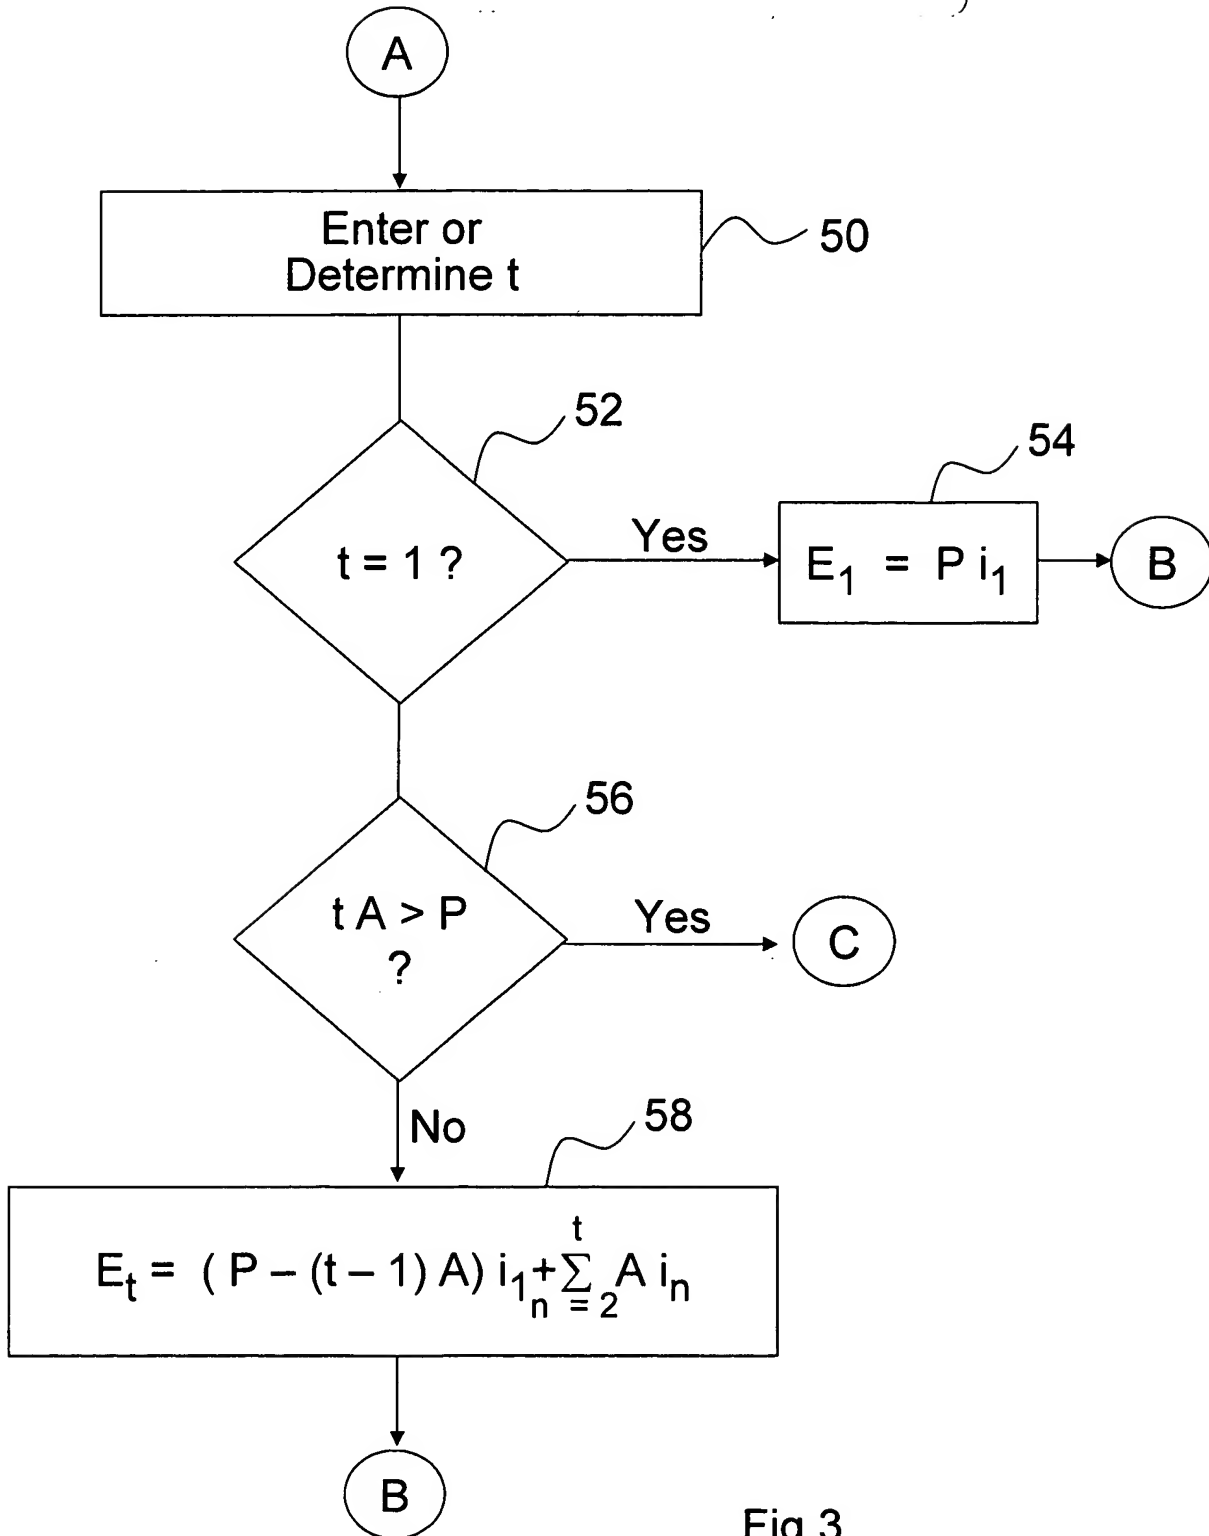 A
Enter or
Determine t
50
52
t = 1 ?
Yes
54
E₁ = P i₁
B
56
t A > P
?
Yes
C
No
58
Eₜ = ( P – (t – 1) A) i₁ + ∑ₙ₌₂ᵗ A iₙ
B
Fig 3